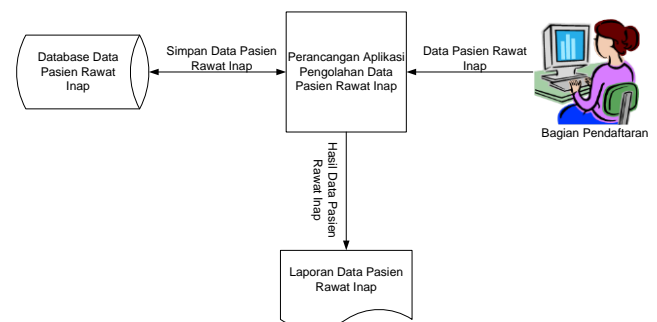 Database Data
Pasien Rawat
Inap
Simpan Data Pasien
Rawat Inap
Perancangan Aplikasi
Pengolahan Data
Pasien Rawat Inap
Data Pasien Rawat
Inap
Bagian Pendaftaran
Hasil Data Pasien
Rawat Inap
Laporan Data Pasien
Rawat Inap